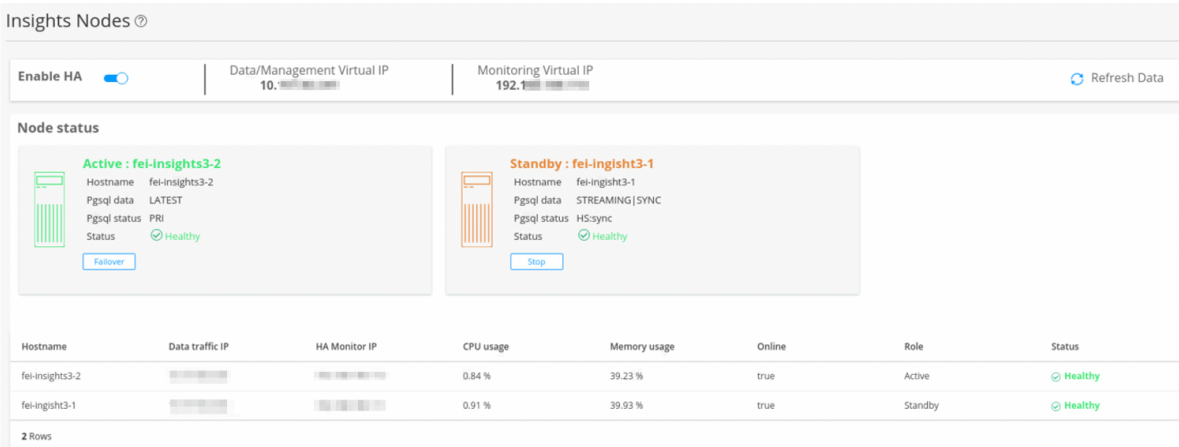 Insights Nodes ?
Enable HA
Data/Management Virtual IP
10.
Monitoring Virtual IP
192.1
Refresh Data
Node status
Active : fei-insights3-2
Hostname fei-insights3-2
Pgsql data LATEST
Pgsql status PRI
Status Healthy
Failover
Standby : fei-ingisht3-1
Hostname fei-ingisht3-1
Pgsql data STREAMING|SYNC
Pgsql status HS:sync
Status Healthy
Stop
Hostname Data traffic IP HA Monitor IP CPU usage Memory usage Online Role Status
fei-insights3-2 0.84 % 39.23 % true Active Healthy
fei-ingisht3-1 0.91 % 39.93 % true Standby Healthy
2 Rows